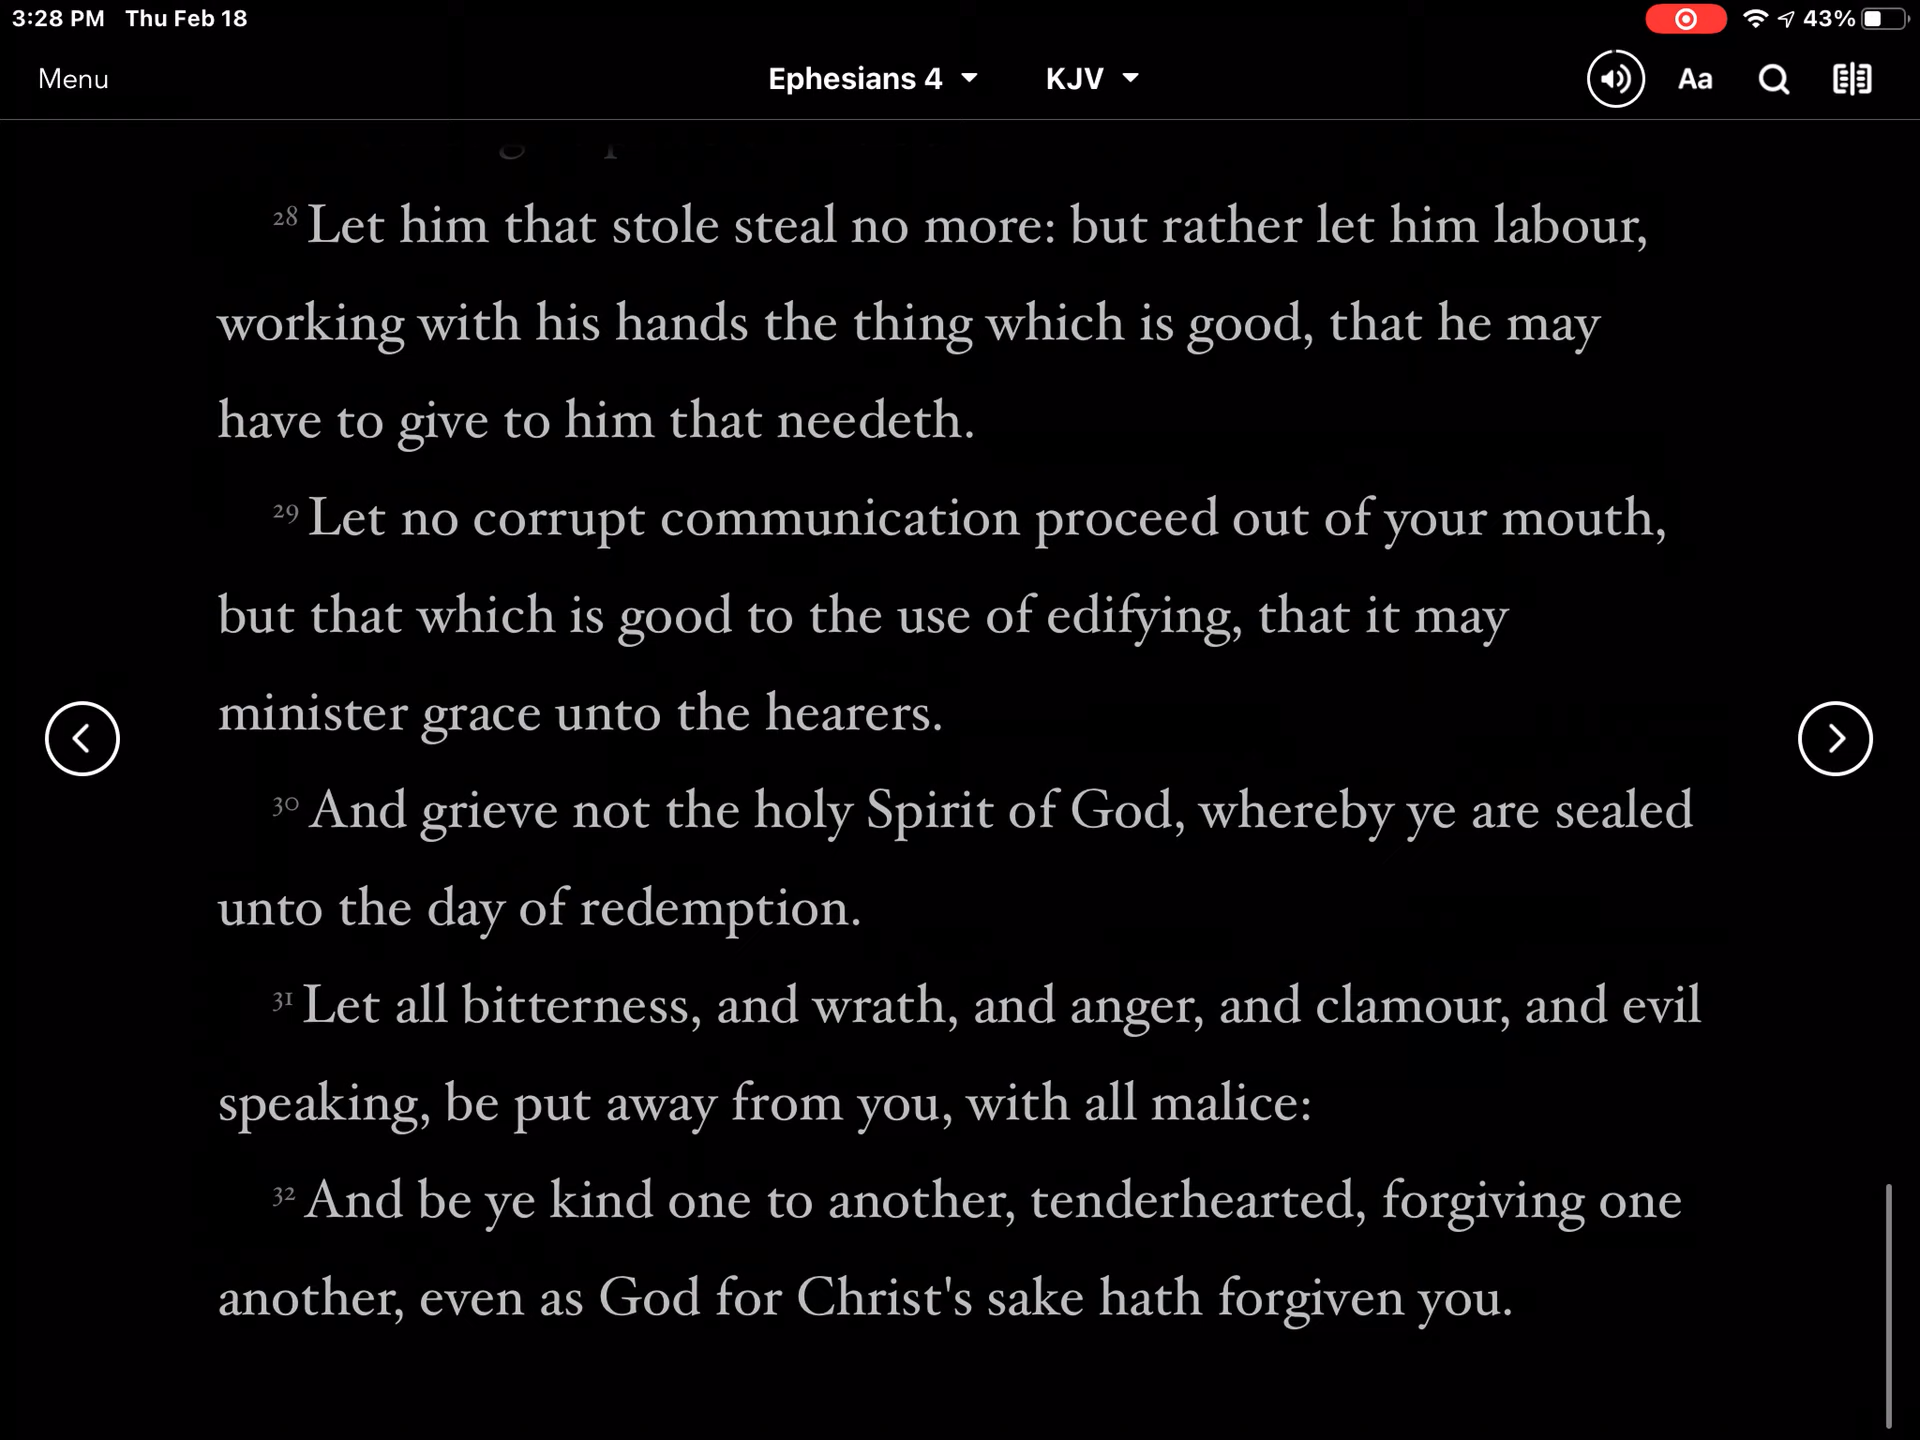 3:28 PM Thu Feb 18 43%
Menu Ephesians 4 KJV Aa
28 Let him that stole steal no more: but rather let him labour,
working with his hands the thing which is good, that he may
have to give to him that needeth.
29 Let no corrupt communication proceed out of your mouth,
but that which is good to the use of edifying, that it may
minister grace unto the hearers.
30 And grieve not the holy Spirit of God, whereby ye are sealed
unto the day of redemption.
31 Let all bitterness, and wrath, and anger, and clamour, and evil
speaking, be put away from you, with all malice:
32 And be ye kind one to another, tenderhearted, forgiving one
another, even as God for Christ's sake hath forgiven you.